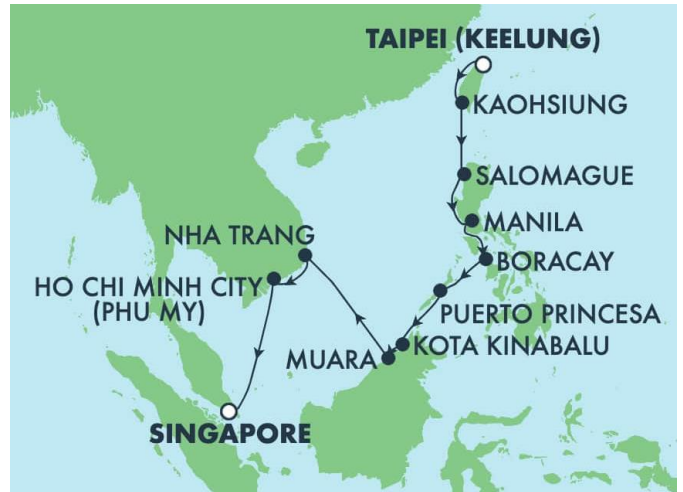 TAIPEI (KEELUNG)
KAOHSIUNG
SALOMAGUE
MANILA
NHA TRANG
BORACAY
HO CHI MINH CITY
(PHU MY)
PUERTO PRINCESA
KOTA KINABALU
MUARA
SINGAPORE